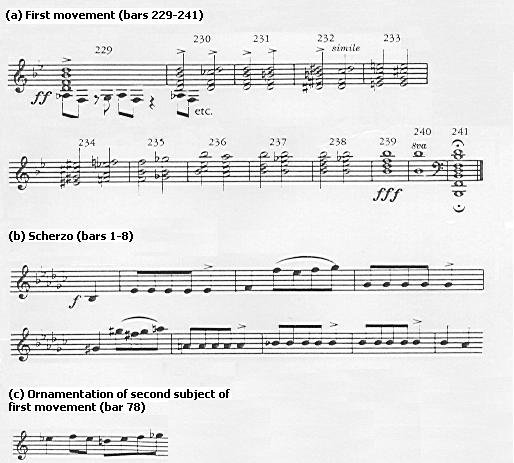 (a) First movement (bars 229-241)
229 230 231 232 simile 233
ff etc.
234 235 236 237 238 239 8va 240 241
fff
(b) Scherzo (bars 1-8)
f
(c) Ornamentation of second subject of
first movement (bar 78)